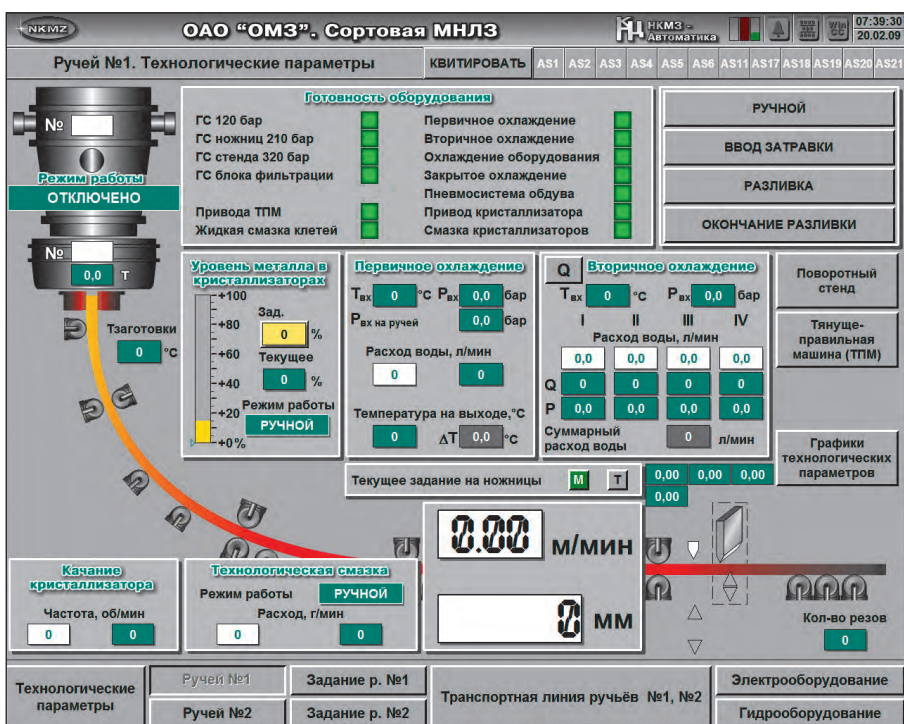 NKMZ
ОАО “ОМЗ”. Сортовая МНЛЗ
НКМЗ - Автоматика
Win CC
07:39:30
20.02.09
Ручей №1. Технологические параметры
КВИТИРОВАТЬ
AS1 AS2 AS3 AS4 AS5 AS6 AS11 AS17 AS18 AS19 AS20 AS21
№
Режим работы
ОТКЛЮЧЕНО
№
0,0 Т
Тзаготовки
0 °C
Готовность оборудования
ГС 120 бар
ГС ножниц 210 бар
ГС стенда 320 бар
ГС блока фильтрации
Привода ТПМ
Жидкая смазка клетей
Первичное охлаждение
Вторичное охлаждение
Охлаждение оборудования
Закрытое охлаждение
Пневмосистема обдува
Привод кристаллизатора
Смазка кристаллизаторов
РУЧНОЙ
ВВОД ЗАТРАВКИ
РАЗЛИВКА
ОКОНЧАНИЕ РАЗЛИВКИ
Уровень металла в
кристаллизаторах
+100
+80
+60
+40
+20
+0%
Зад.
0 %
Текущее
0 %
Режим работы
РУЧНОЙ
Первичное охлаждение
Tвх 0 °C Pвх 0,0 бар
Pвх на ручей 0,0 бар
Расход воды, л/мин
0 0
Температура на выходе,°C
0 ΔT 0,0 °C
Q Вторичное охлаждение
Tвх 0 °C Pвх 0,0 бар
I II III IV
Расход воды, л/мин
0,0 0,0 0,0 0,0
Q 0 0 0 0
P 0,0 0,0 0,0 0,0
Суммарный
расход воды
0 л/мин
Поворотный
стенд
Тянуще-
правильная
машина (ТПМ)
Графики
технологических
параметров
Текущее задание на ножницы М Т
0,00 0,00 0,00
0,00
0.00 м/мин
0 мм
Качание
кристаллизатора
Частота, об/мин
0 0
Технологическая смазка
Режим работы РУЧНОЙ
Расход, г/мин
0 0
Кол-во резов
0
Технологические
параметры
Ручей №1
Ручей №2
Задание р. №1
Задание р. №2
Транспортная линия ручьёв №1, №2
Электрооборудование
Гидрооборудование